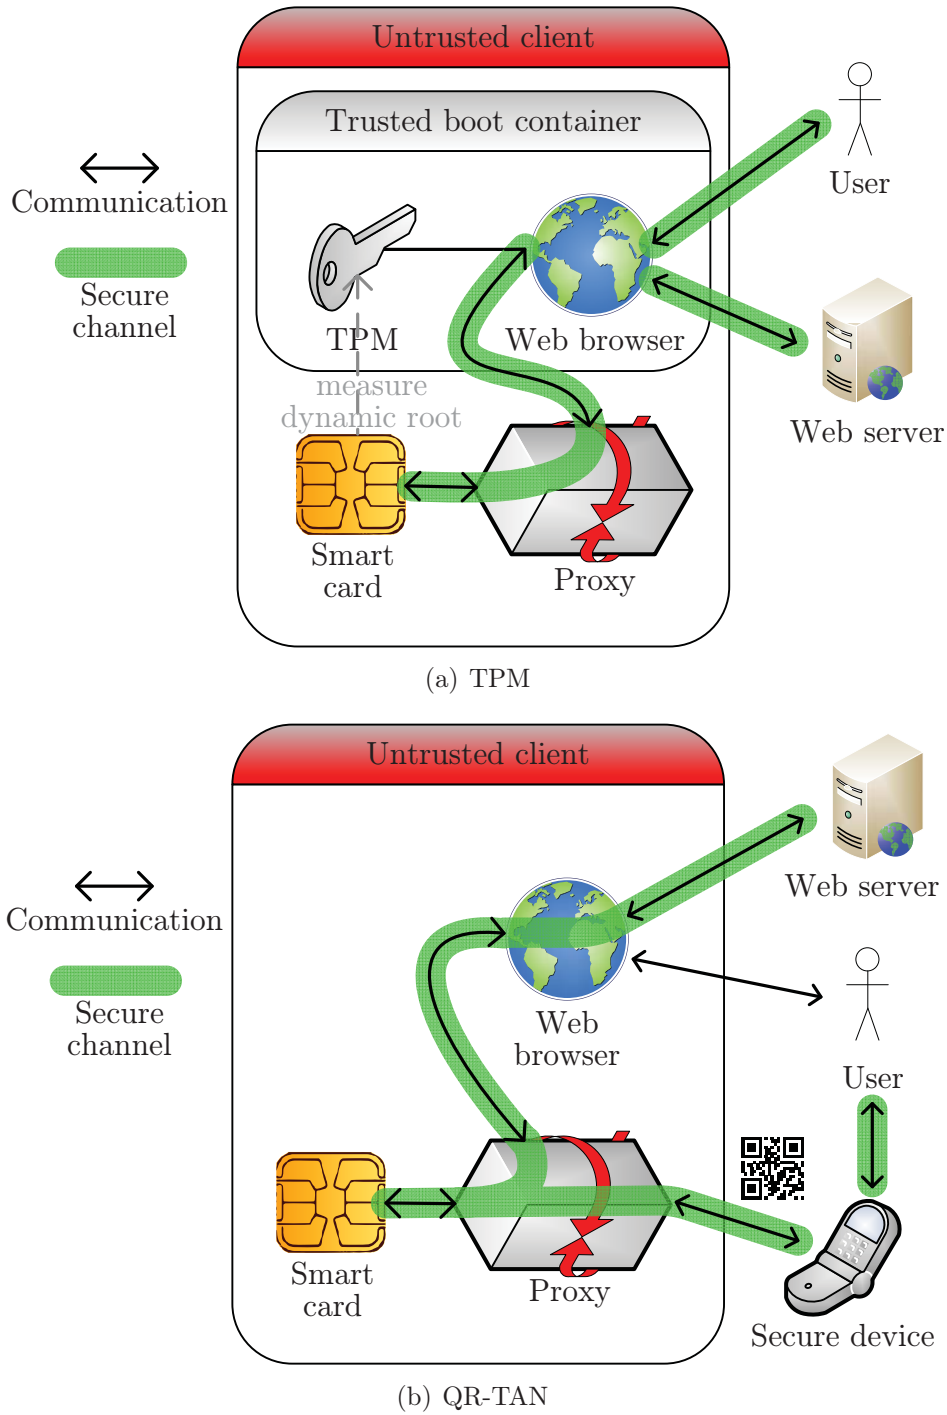 Untrusted client
Trusted boot container
Communication
Secure
channel
User
TPM
Web browser
measure
dynamic root
Web server
Smart
card
Proxy
(a) TPM
Untrusted client
Web server
Communication
Secure
channel
Web
browser
User
Smart
card
Proxy
Secure device
(b) QR-TAN